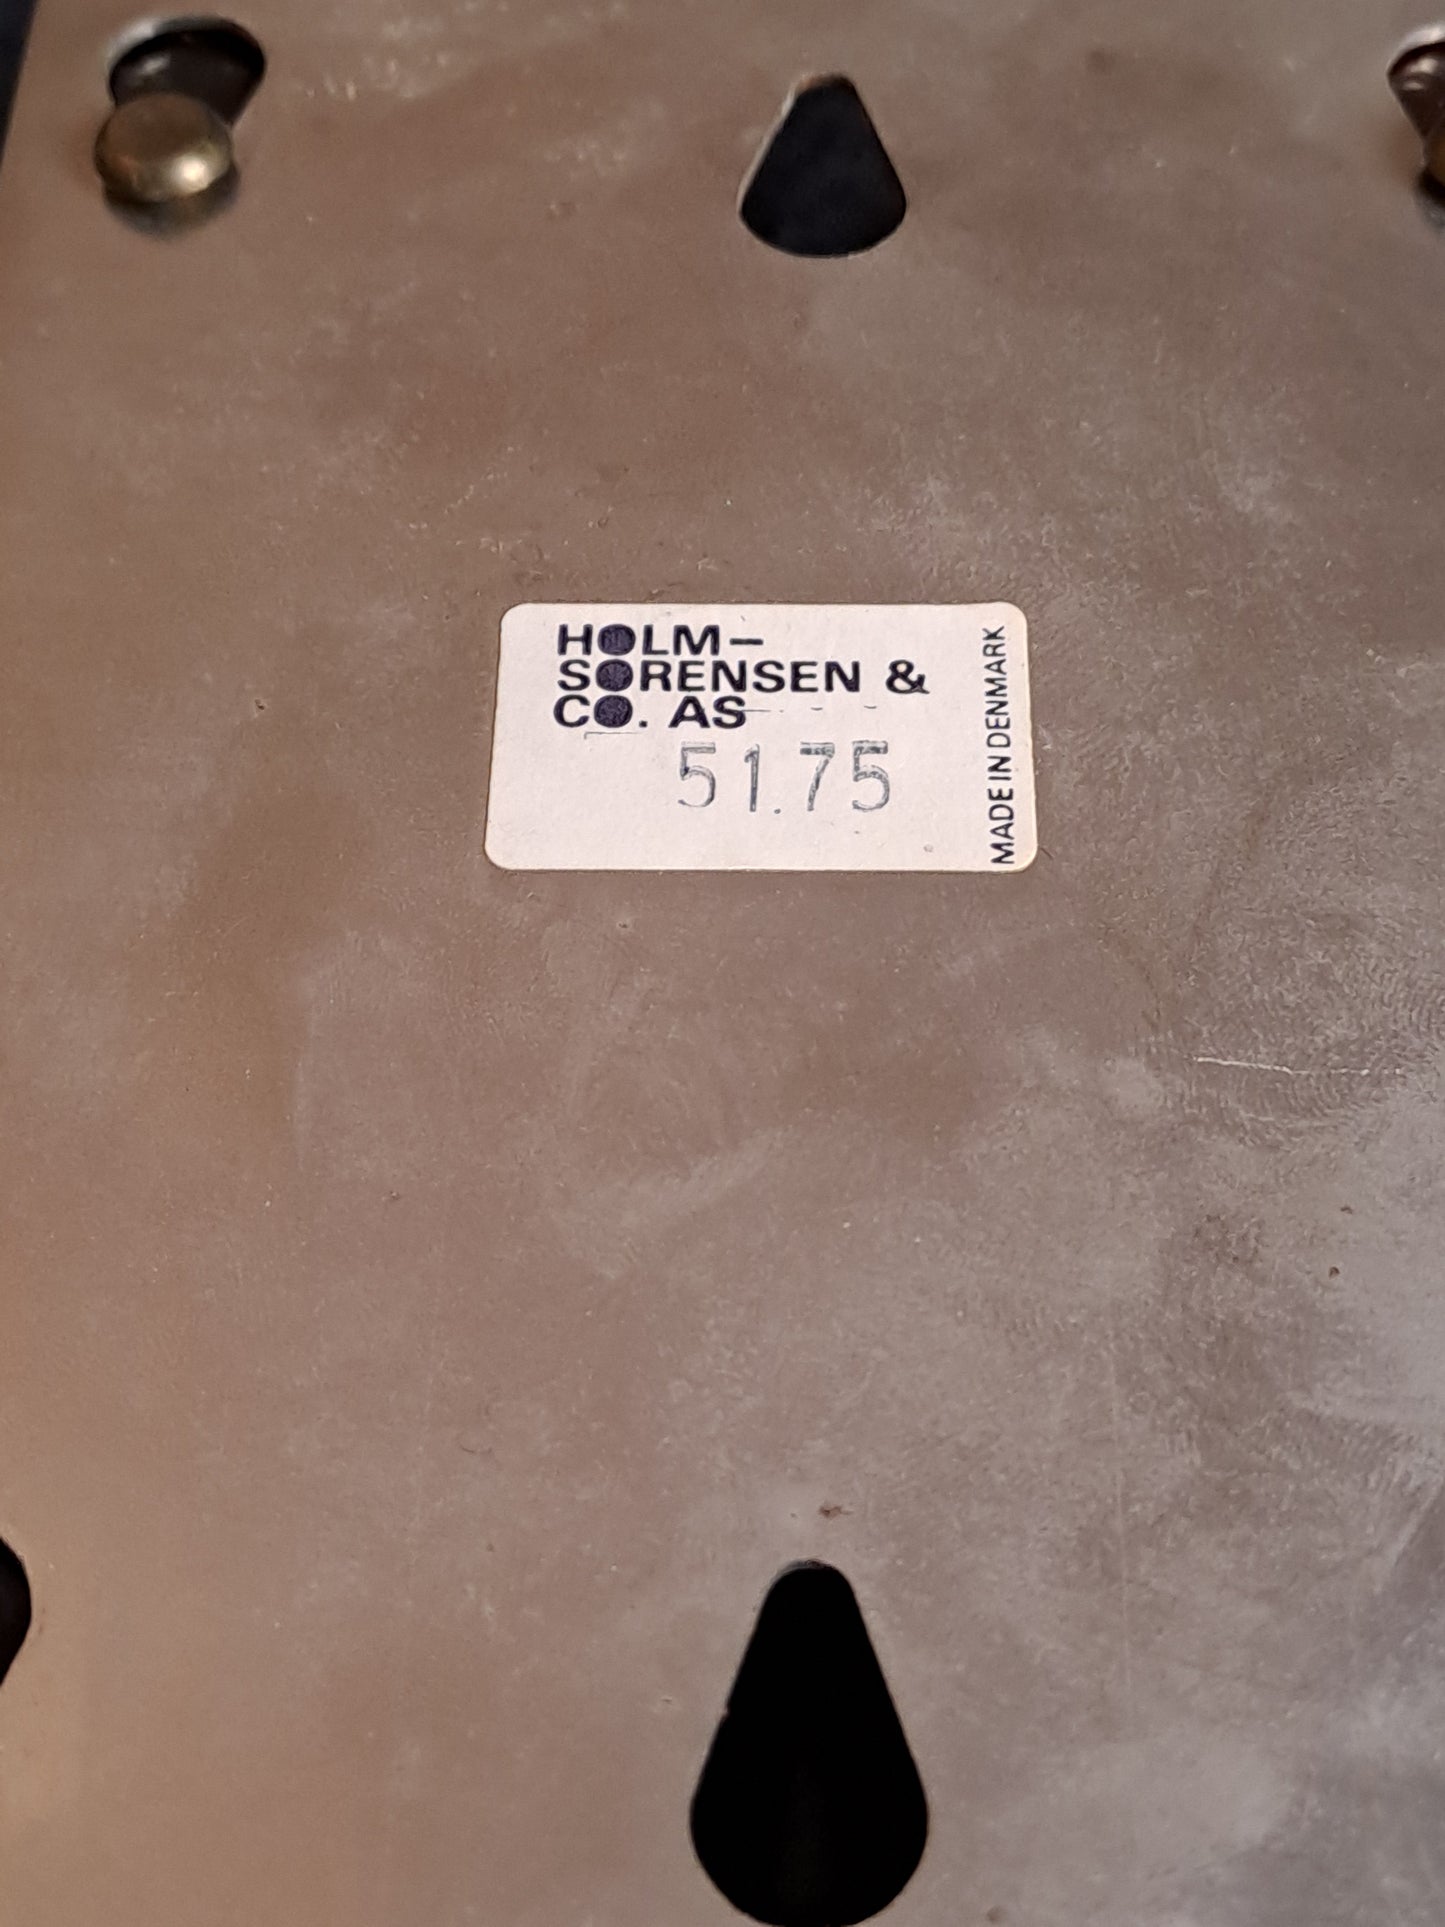 HOLM-
SORENSEN &
CO. AS
51.75
MADE IN DENMARK